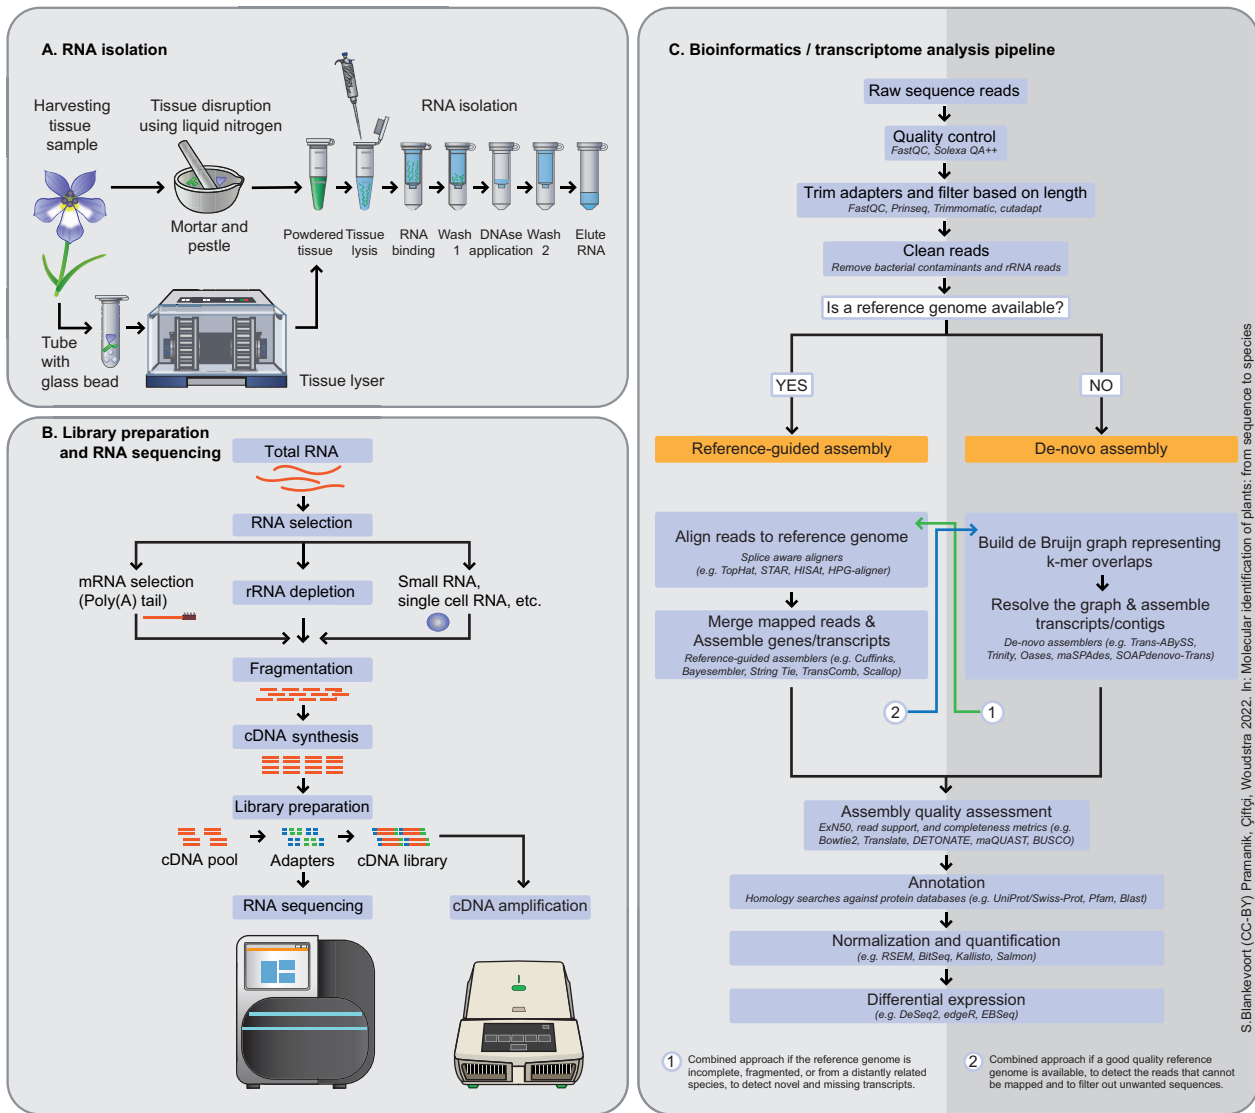 A. RNA isolation
Harvesting
tissue
sample
Tissue disruption
using liquid nitrogen
RNA isolation
Mortar and
pestle
Powdered
tissue
Tissue
lysis
RNA
binding
Wash
1
DNAse
application
Wash
2
Elute
RNA
Tube
with
glass bead
Tissue lyser
B. Library preparation
and RNA sequencing
Total RNA
RNA selection
mRNA selection
(Poly(A) tail)
rRNA depletion
Small RNA,
single cell RNA, etc.
Fragmentation
cDNA synthesis
Library preparation
cDNA pool
Adapters
cDNA library
RNA sequencing
cDNA amplification
C. Bioinformatics / transcriptome analysis pipeline
Raw sequence reads
Quality control
FastQC, Solexa QA++
Trim adapters and filter based on length
FastQC, Prinseq, Trimmomatic, cutadapt
Clean reads
Remove bacterial contaminants and rRNA reads
Is a reference genome available?
YES
NO
Reference-guided assembly
De-novo assembly
Align reads to reference genome
Splice aware aligners
(e.g. TopHat, STAR, HISAt, HPG-aligner)
Merge mapped reads &
Assemble genes/transcripts
Reference-guided assemblers (e.g. Cuffinks,
Bayesembler, String Tie, TransComb, Scallop)
Build de Bruijn graph representing
k-mer overlaps
Resolve the graph & assemble
transcripts/contigs
De-novo assemblers (e.g. Trans-AbySS,
Trinity, Oases, maSPAdes, SOAPdenovo-Trans)
2
1
Assembly quality assessment
ExN50, read support, and completeness metrics (e.g.
Bowtie2, Translate, DETONATE, maQUAST, BUSCO)
Annotation
Homology searches against protein databases (e.g. UniProt/Swiss-Prot, Pfam, Blast)
Normalization and quantification
(e.g. RSEM, BitSeq, Kallisto, Salmon)
Differential expression
(e.g. DeSeq2, edgeR, EBSeq)
1
Combined approach if the reference genome is
incomplete, fragmented, or from a distantly related
species, to detect novel and missing transcripts.
2
Combined approach if a good quality reference
genome is available, to detect the reads that cannot
be mapped and to filter out unwanted sequences.
S.Blankevoort (CC-BY) Pramanik, Çiftçi, Woudstra 2022. In: Molecular identification of plants: from sequence to species